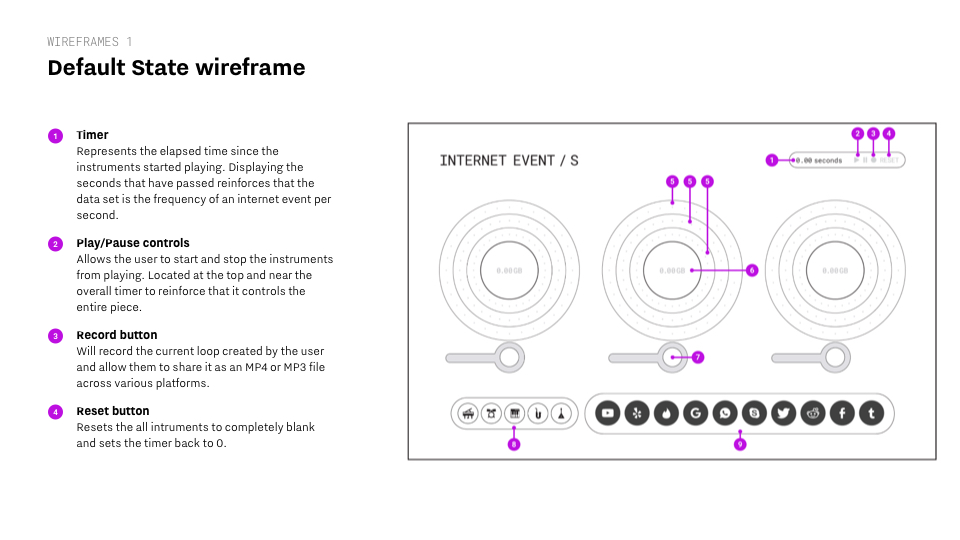 WIREFRAMES 1
Default State wireframe
1
Timer
Represents the elapsed time since the
instruments started playing. Displaying the
seconds that have passed reinforces that the
data set is the frequency of an internet event per
second.
2
Play/Pause controls
Allows the user to start and stop the instruments
from playing. Located at the top and near the
overall timer to reinforce that it controls the
entire piece.
3
Record button
Will record the current loop created by the user
and allow them to share it as an MP4 or MP3 file
across various platforms.
4
Reset button
Resets the all intruments to completely blank
and sets the timer back to 0.
2 3 4
INTERNET EVENT / S
1
0.00 seconds
RESET
5 5 5
0.00GB
0.00GB
6
0.00GB
7
8
9